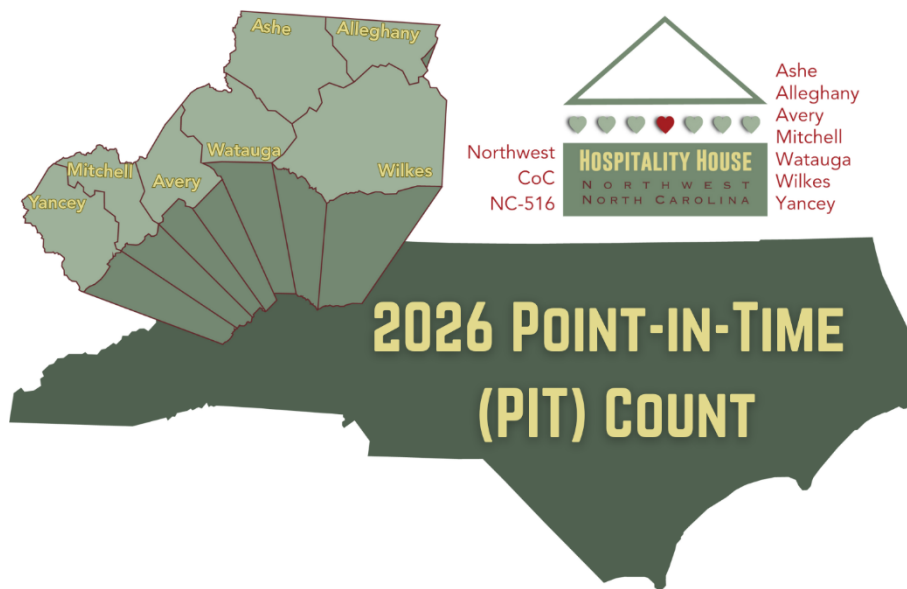 Ashe
Alleghany
Watauga
Mitchell
Avery
Wilkes
Yancey
Northwest
CoC
NC-516
HOSPITALITY HOUSE
NORTHWEST
NORTH CAROLINA
Ashe
Alleghany
Avery
Mitchell
Watauga
Wilkes
Yancey
2026 POINT-IN-TIME
(PIT) COUNT